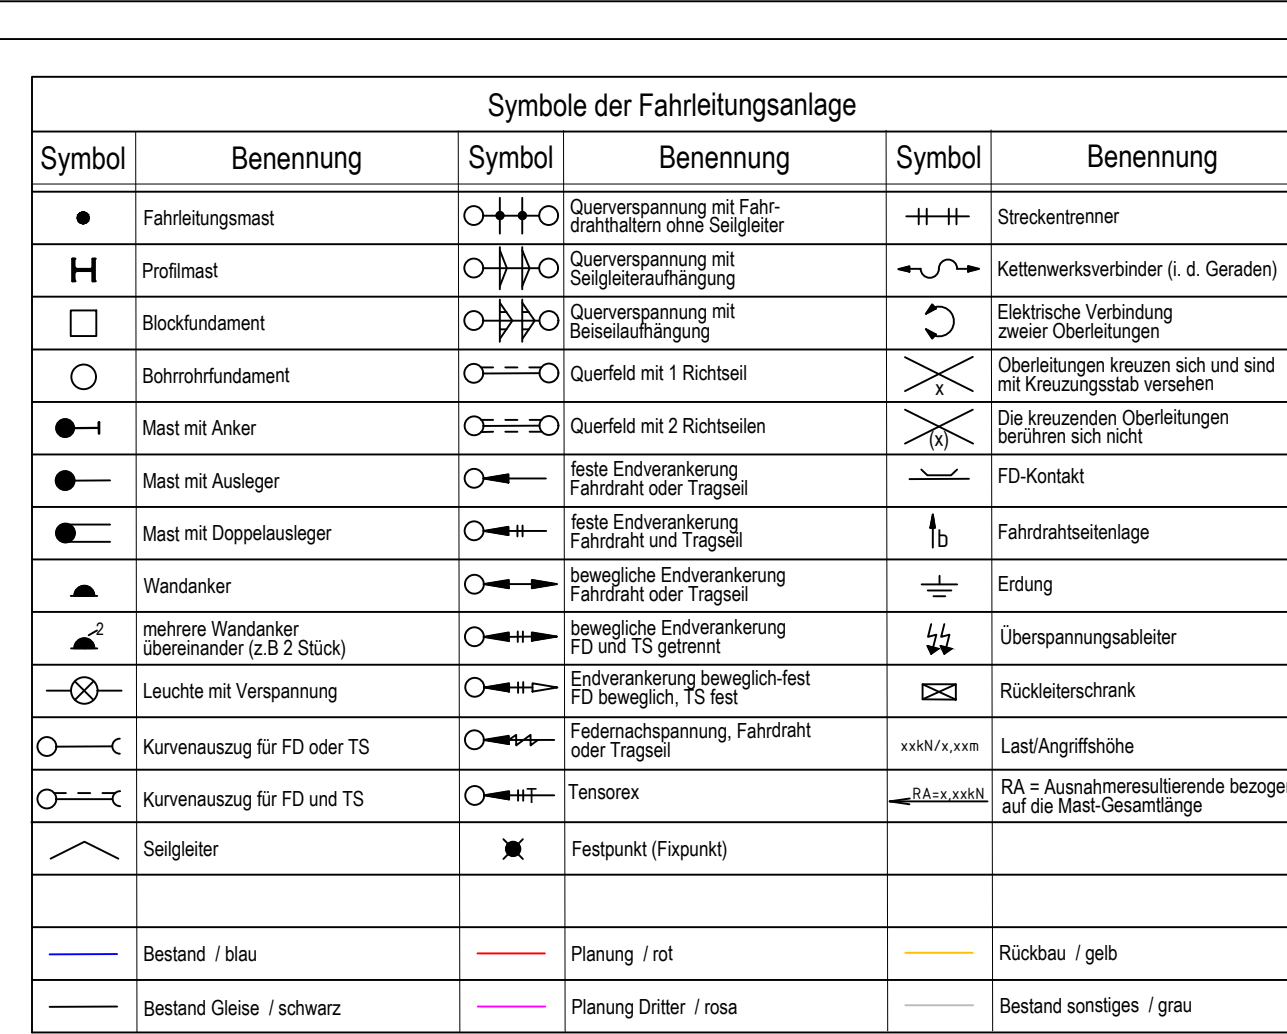 Symbole der Fahrleitungsanlage
Symbol Benennung Symbol Benennung Symbol Benennung
Fahrleitungsmast
Querverspannung mit Fahr-
drahthaltern ohne Seilgleiter
Streckentrenner
Profilmast
Querverspannung mit
Seilgleiteraufhängung
Kettenwerksverbinder (i. d. Geraden)
Blockfundament
Querverspannung mit
Beiseilaufhängung
Elektrische Verbindung
zweier Oberleitungen
Bohrrohrfundament
Querfeld mit 1 Richtseil
x
Oberleitungen kreuzen sich und sind
mit Kreuzungsstab versehen
Mast mit Anker
Querfeld mit 2 Richtseilen
(x)
Die kreuzenden Oberleitungen
berühren sich nicht
Mast mit Ausleger
feste Endverankerung
Fahrdraht oder Tragseil
FD-Kontakt
Mast mit Doppelausleger
feste Endverankerung
Fahrdraht und Tragseil
b
Fahrdrahtseitenlage
Wandanker
bewegliche Endverankerung
Fahrdraht oder Tragseil
Erdung
2
mehrere Wandanker
übereinander (z.B 2 Stück)
bewegliche Endverankerung
FD und TS getrennt
Überspannungsableiter
Leuchte mit Verspannung
Endverankerung beweglich-fest
FD beweglich, TS fest
Rückleiterschrank
Kurvenauszug für FD oder TS
Federnachspannung, Fahrdraht
oder Tragseil
xxkN/x,xxm
Last/Angriffshöhe
Kurvenauszug für FD und TS
Tensorex
RA=x,xxkN
RA = Ausnahmeresultierende bezoge
auf die Mast-Gesamtlänge
Seilgleiter
Festpunkt (Fixpunkt)
Bestand / blau
Planung / rot
Rückbau / gelb
Bestand Gleise / schwarz
Planung Dritter / rosa
Bestand sonstiges / grau